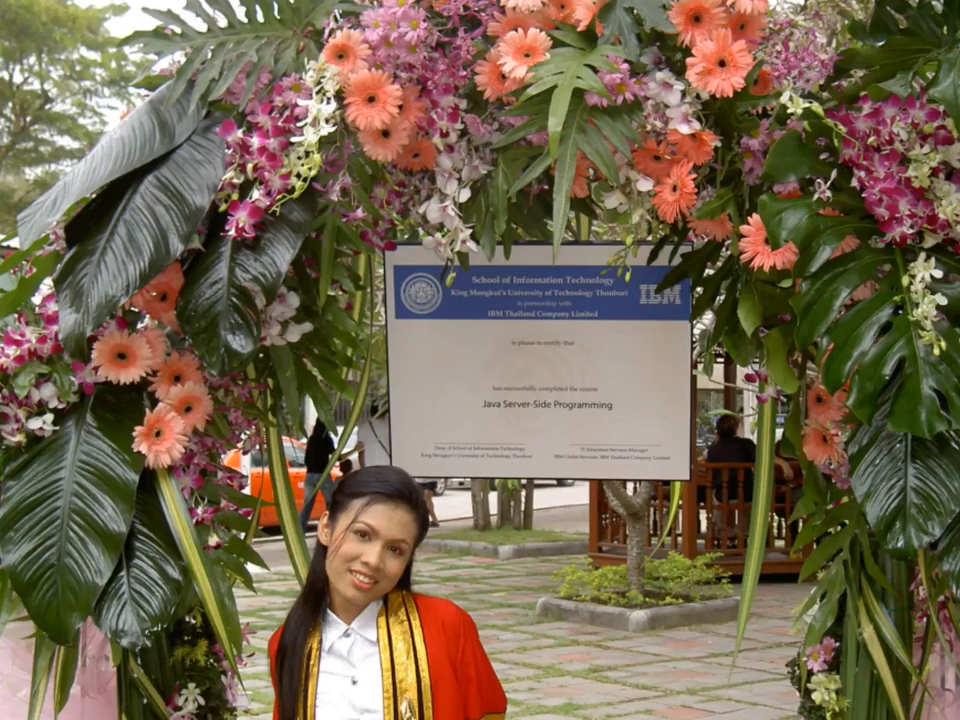 School of Information Technology
King Mongkut's University of Technology Thonburi
in partnership with
IBM Thailand Company Limited
IBM
is please to certify that
has successfully completed the course
Java Server-Side Programming
Dean of School of Information Technology
King Mongkut's University of Technology Thonburi
IT Education Services Manager
IBM Global Services, IBM Thailand Company Limited